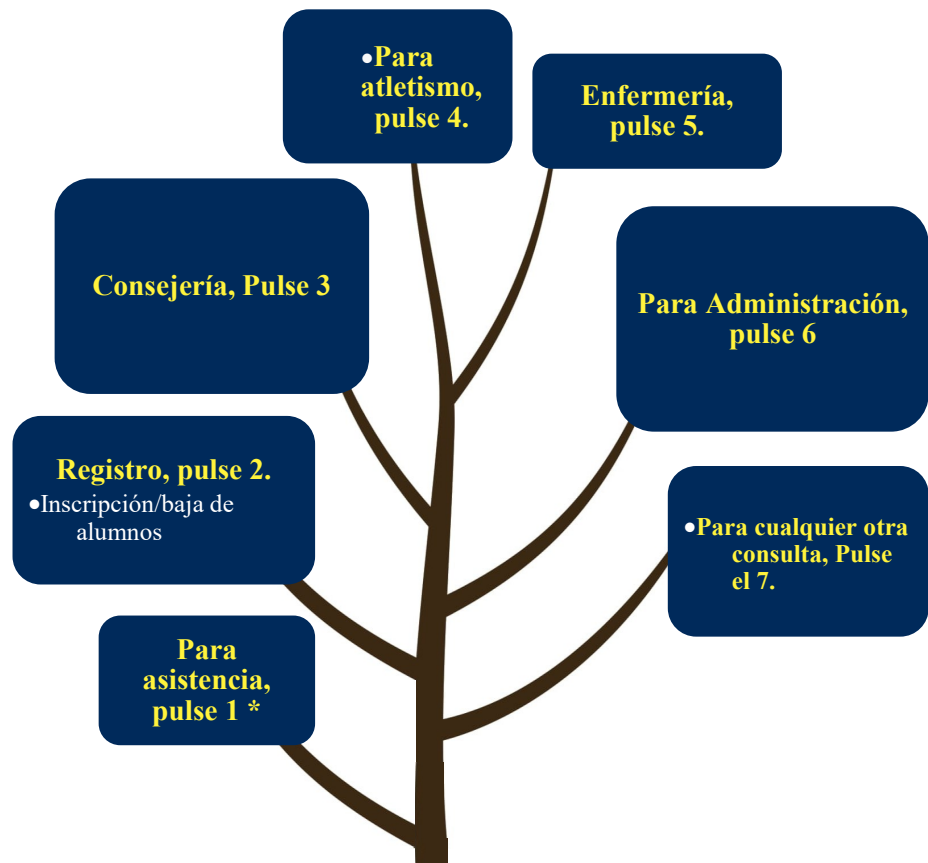 •Para
atletismo,
pulse 4.
Enfermería,
pulse 5.
Consejería, Pulse 3
Para Administración,
pulse 6
Registro, pulse 2.
•Inscripción/baja de
alumnos
•Para cualquier otra
consulta, Pulse
el 7.
Para
asistencia,
pulse 1 *